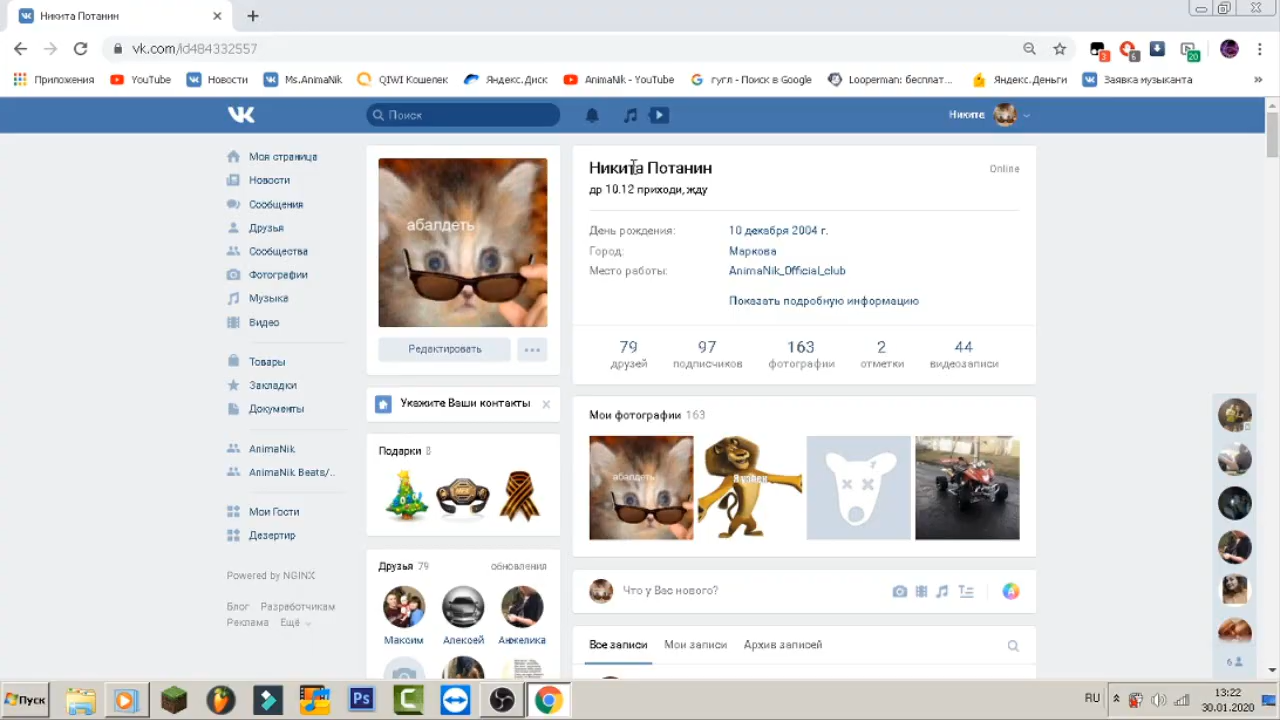 Никита Потанин
vk.com/id484332557
3
6
20
Приложения
YouTube
Новости
Ms.AnimaNik
QIWI Кошелек
Яндекс.Диск
AnimaNik - YouTube
гугл - Поиск в Google
Looperman: бесплат...
Яндекс.Деньги
Заявка музыканта
»
Поиск
Никита
Моя страница
Новости
Сообщения
Друзья
Сообщества
Фотографии
Музыка
Видео
Товары
Закладки
Документы
AnimaNik
AnimaNik Beats/..
Мои Гости
Дезертир
Powered by NGINX
Блог Разработчикам
Реклама Ещё
абалдеть
Редактировать
Укажите Ваши контакты
Подарки 8
Друзья 79 обновления
Максим Алексей Анжелика
Никита Потанин
Online
др 10.12 приходи, жду
День рождения: 10 декабря 2004 г.
Город: Маркова
Место работы: AnimaNik_Official_club
Показать подробную информацию
79 97 163 2 44
друзей подписчиков фотографии отметки видеозаписи
Мои фотографии 163
абалдеть
Я узбек
Что у Вас нового?
Все записи Мои записи Архив записей
Пуск
Ps
RU
13:22
30.01.2020